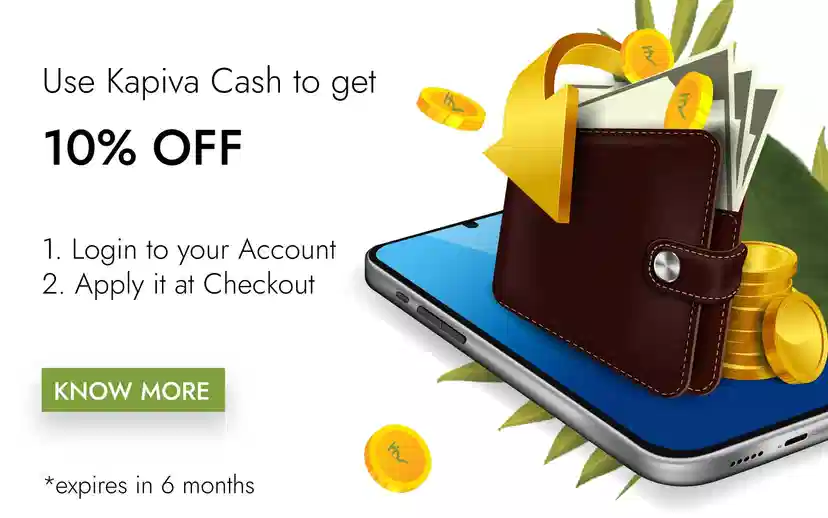 Use Kapiva Cash to get
10% OFF
1. Login to your Account
2. Apply it at Checkout
KNOW MORE
*expires in 6 months